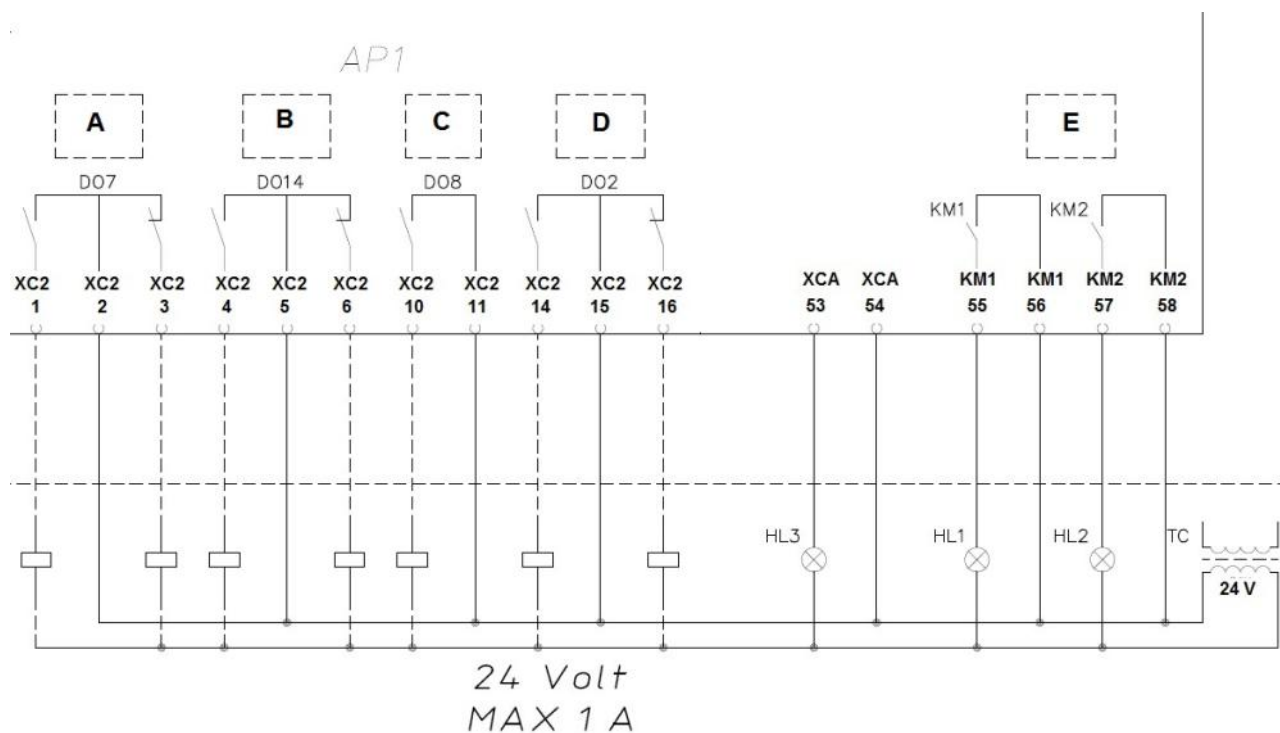 AP1
A B C D E
DO7 DO14 DO8 DO2
KM1 KM2
XC2 XC2 XC2 XC2 XC2 XC2 XC2 XC2 XC2 XC2 XC2 XCA XCA KM1 KM1 KM2 KM2
1 2 3 4 5 6 10 11 14 15 16 53 54 55 56 57 58
HL3 HL1 HL2 TC
24 V
24 Volt
MAX 1 A